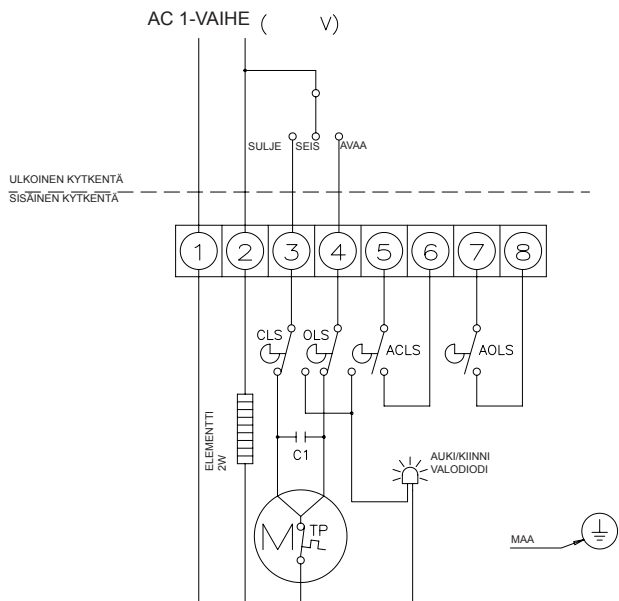 AC 1-VAIHE ( V)
SULJE SEIS AVAA
ULKOINEN KYTKENTÄ
SISÄINEN KYTKENTÄ
1 2 3 4 5 6 7 8
CLS OLS ACLS AOLS
ELEMENTTI
2W
C1
AUKI/KIINNI
VALODIODI
M TP
MAA